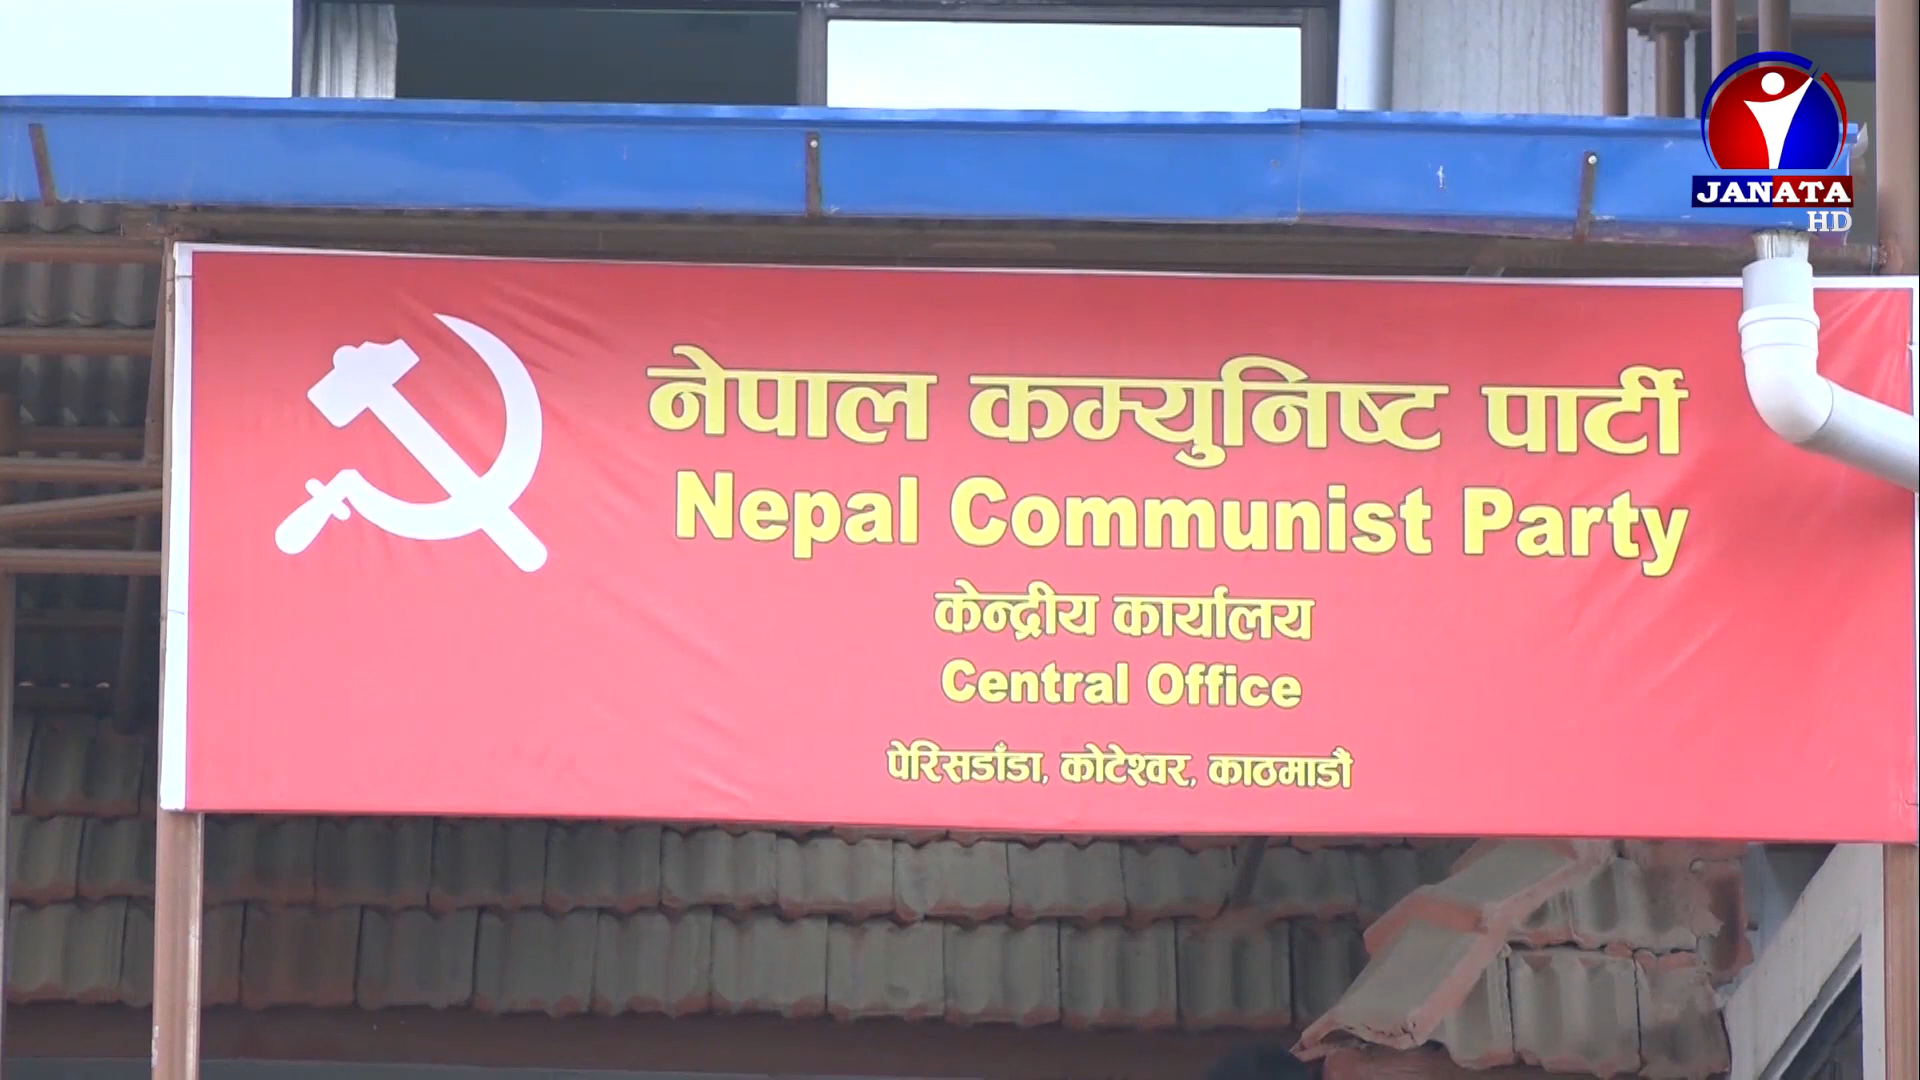 JANATA
HD
नेपाल कम्युनिष्ट पार्टी
Nepal Communist Party
केन्द्रीय कार्यालय
Central Office
पेरिसडाँडा, कोटेश्वर, काठमाडौं